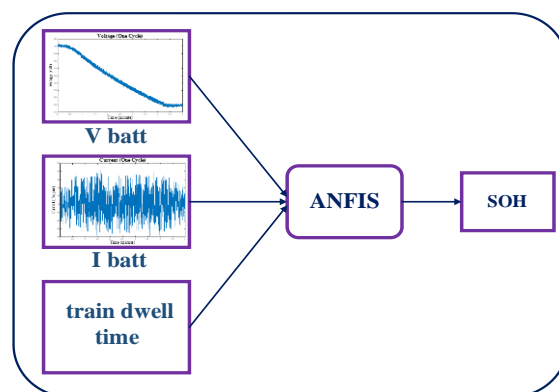 Voltage (One Cycle)
Time (minute)
V batt
Current (One Cycle)
Time (minute)
I batt
train dwell
time
ANFIS
SOH